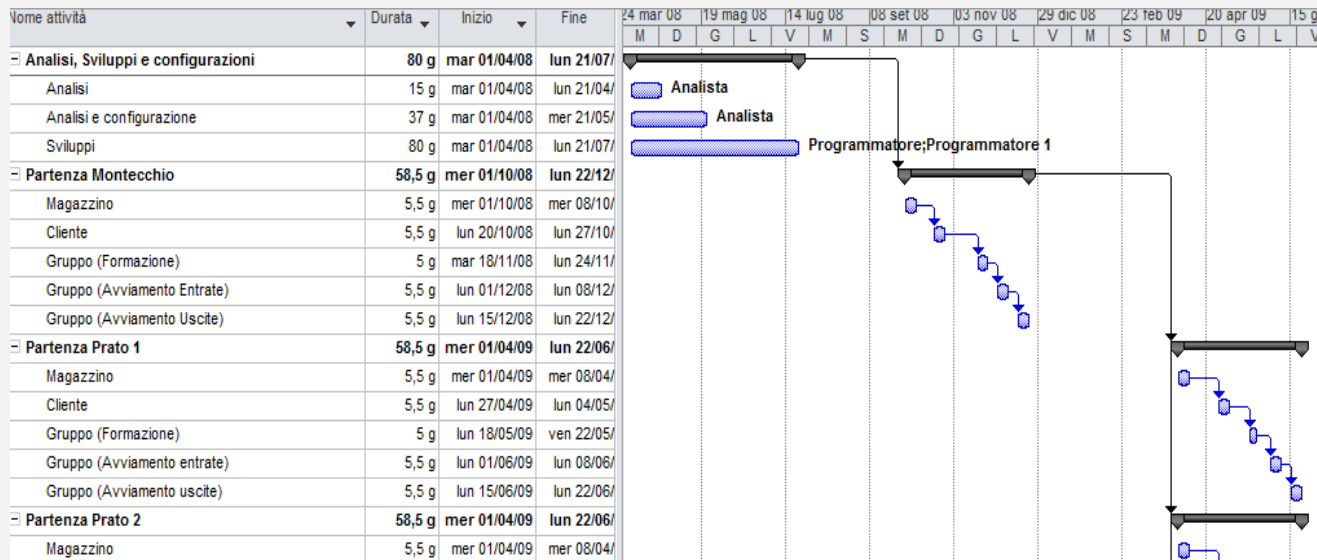 Nome attività Durata Inizio Fine 24 mar 08 19 mag 08 14 lug 08 08 set 08 03 nov 08 29 dic 08 23 feb 09 20 apr 09 15 g
M D G L V M S M D G L V M S M D G L V
Analisi, Sviluppi e configurazioni 80 g mar 01/04/08 lun 21/07/
Analisi 15 g mar 01/04/08 lun 21/04/ Analista
Analisi e configurazione 37 g mar 01/04/08 mer 21/05/ Analista
Sviluppi 80 g mar 01/04/08 lun 21/07/ Programmatore;Programmatore 1
Partenza Montecchio 58,5 g mer 01/10/08 lun 22/12/
Magazzino 5,5 g mer 01/10/08 mer 08/10/
Cliente 5,5 g lun 20/10/08 lun 27/10/
Gruppo (Formazione) 5 g mar 18/11/08 lun 24/11/
Gruppo (Avviamento Entrate) 5,5 g lun 01/12/08 lun 08/12/
Gruppo (Avviamento Uscite) 5,5 g lun 15/12/08 lun 22/12/
Partenza Prato 1 58,5 g mer 01/04/09 lun 22/06/
Magazzino 5,5 g mer 01/04/09 mer 08/04/
Cliente 5,5 g lun 27/04/09 lun 04/05/
Gruppo (Formazione) 5 g lun 18/05/09 ven 22/05/
Gruppo (Avviamento entrate) 5,5 g lun 01/06/09 lun 08/06/
Gruppo (Avviamento uscite) 5,5 g lun 15/06/09 lun 22/06/
Partenza Prato 2 58,5 g mer 01/04/09 lun 22/06/
Magazzino 5,5 g mer 01/04/09 mer 08/04/